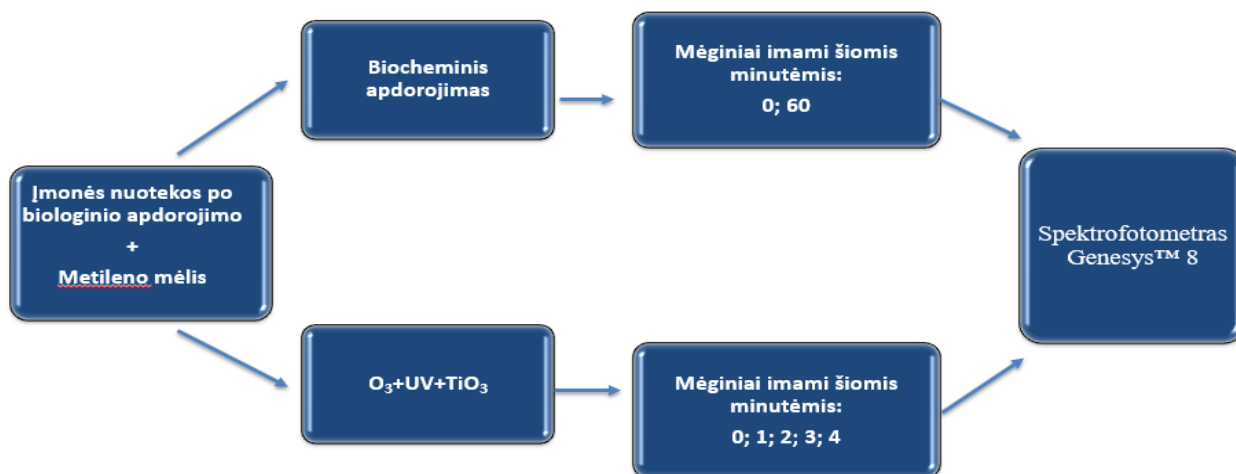 Įmonės nuotekos po
biologinio apdorojimo
+
Metileno mėlis
Biocheminis
apdorojimas
Mėginiai imami šiomis
minutėmis:
0; 60
O₃+UV+TiO₃
Mėginiai imami šiomis
minutėmis:
0; 1; 2; 3; 4
Spektrofotometras
Genesys™ 8